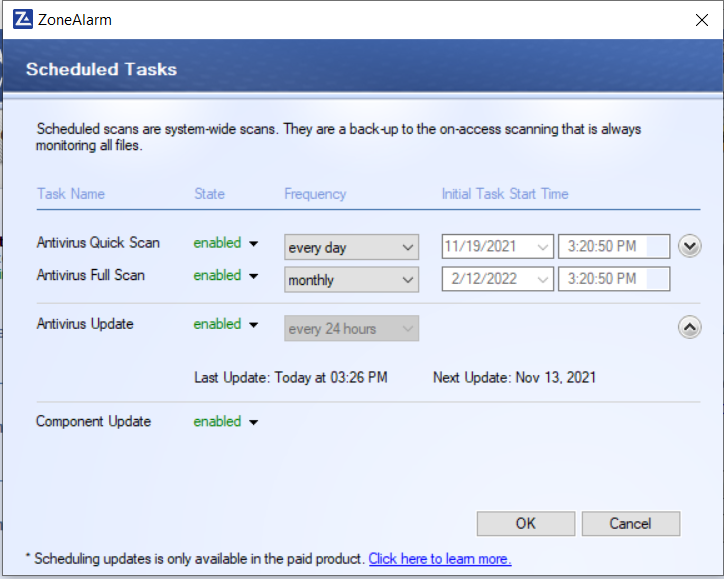 ZoneAlarm
Scheduled Tasks
Scheduled scans are system-wide scans. They are a back-up to the on-access scanning that is always
monitoring all files.
Task Name State Frequency Initial Task Start Time
Antivirus Quick Scan enabled every day 11/19/2021 3:20:50 PM
Antivirus Full Scan enabled monthly 2/12/2022 3:20:50 PM
Antivirus Update enabled every 24 hours
Last Update: Today at 03:26 PM Next Update: Nov 13, 2021
Component Update enabled
OK Cancel
* Scheduling updates is only available in the paid product. Click here to learn more.